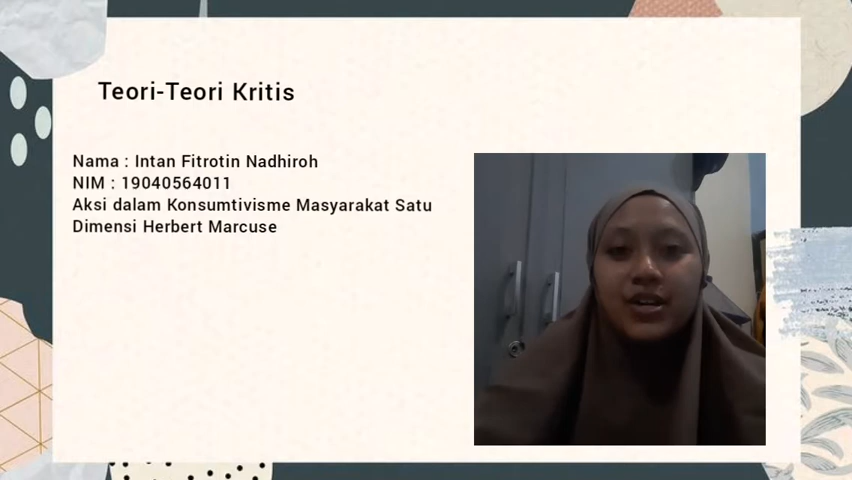 Teori-Teori Kritis
Nama : Intan Fitrotin Nadhiroh
NIM : 19040564011
Aksi dalam Konsumtivisme Masyarakat Satu
Dimensi Herbert Marcuse